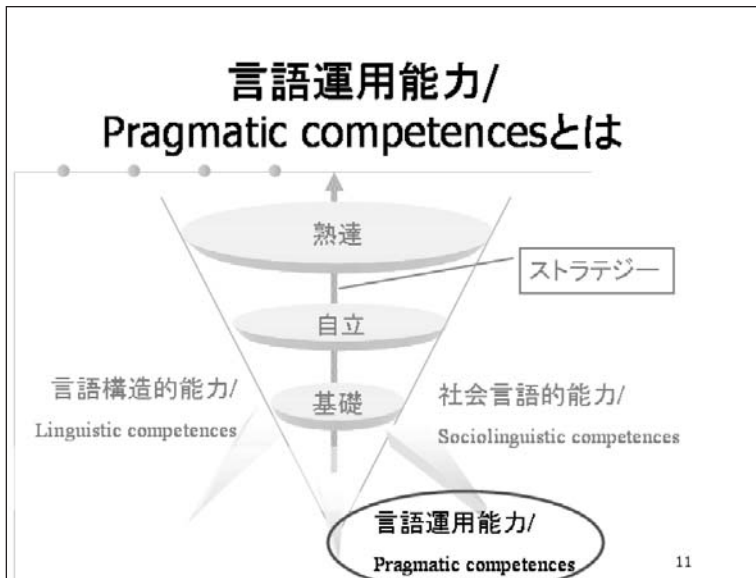 言語運用能力/
Pragmatic competencesとは
熟達
ストラテジー
自立
言語構造的能力/
Linguistic competences
基礎
社会言語的能力/
Sociolinguistic competences
言語運用能力/
Pragmatic competences
11